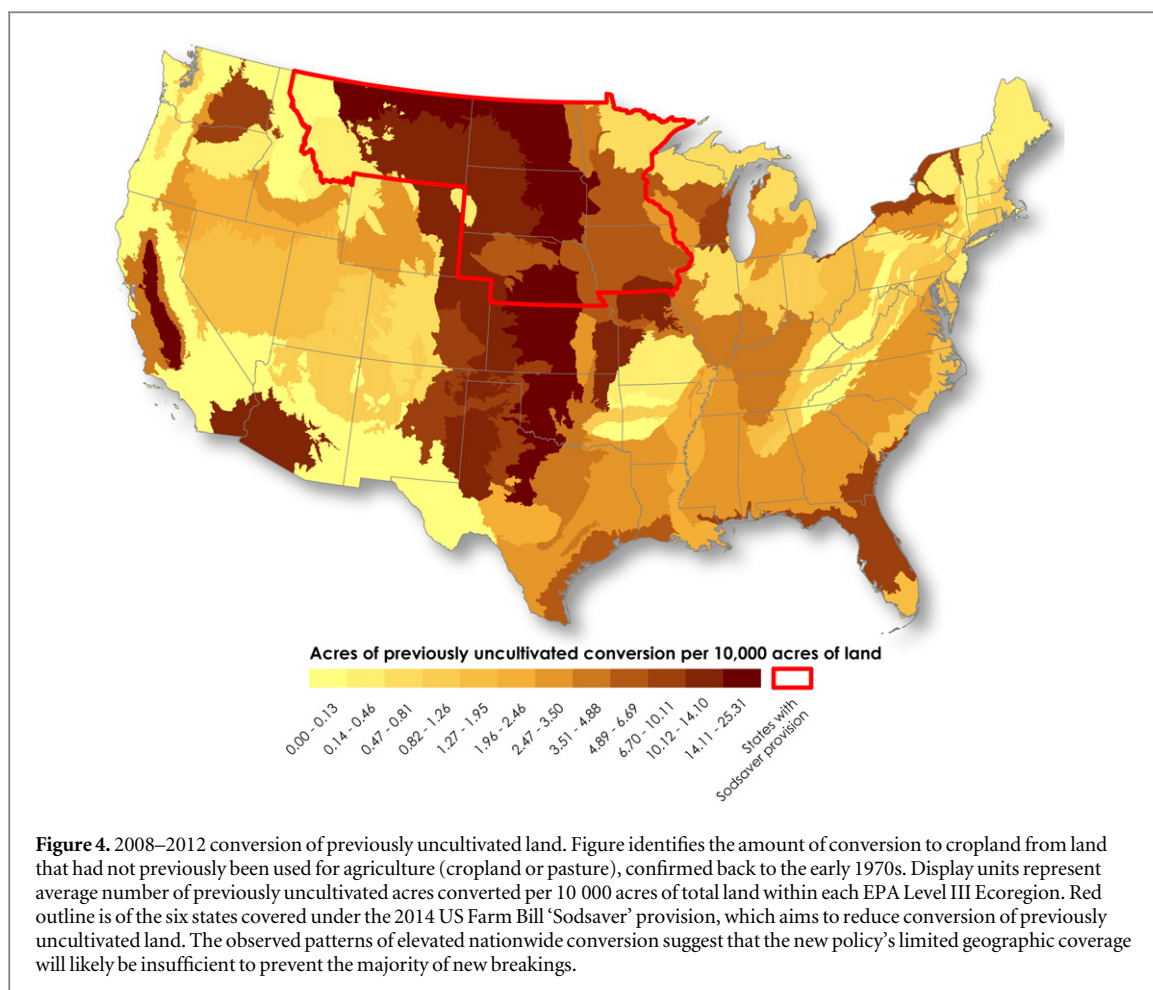 Acres of previously uncultivated conversion per 10,000 acres of land
0.00 - 0.13
0.14 - 0.46
0.47 - 0.81
0.82 - 1.26
1.27 - 1.95
1.96 - 2.46
2.47 - 3.50
3.51 - 4.88
4.89 - 6.69
6.70 - 10.11
10.12 - 14.10
14.11 - 25.31
States with
Sodsaver provision
Figure 4. 2008–2012 conversion of previously uncultivated land. Figure identifies the amount of conversion to cropland from land
that had not previously been used for agriculture (cropland or pasture), confirmed back to the early 1970s. Display units represent
average number of previously uncultivated acres converted per 10 000 acres of total land within each EPA Level III Ecoregion. Red
outline is of the six states covered under the 2014 US Farm Bill ‘Sodsaver’ provision, which aims to reduce conversion of previously
uncultivated land. The observed patterns of elevated nationwide conversion suggest that the new policy’s limited geographic coverage
will likely be insufficient to prevent the majority of new breakings.